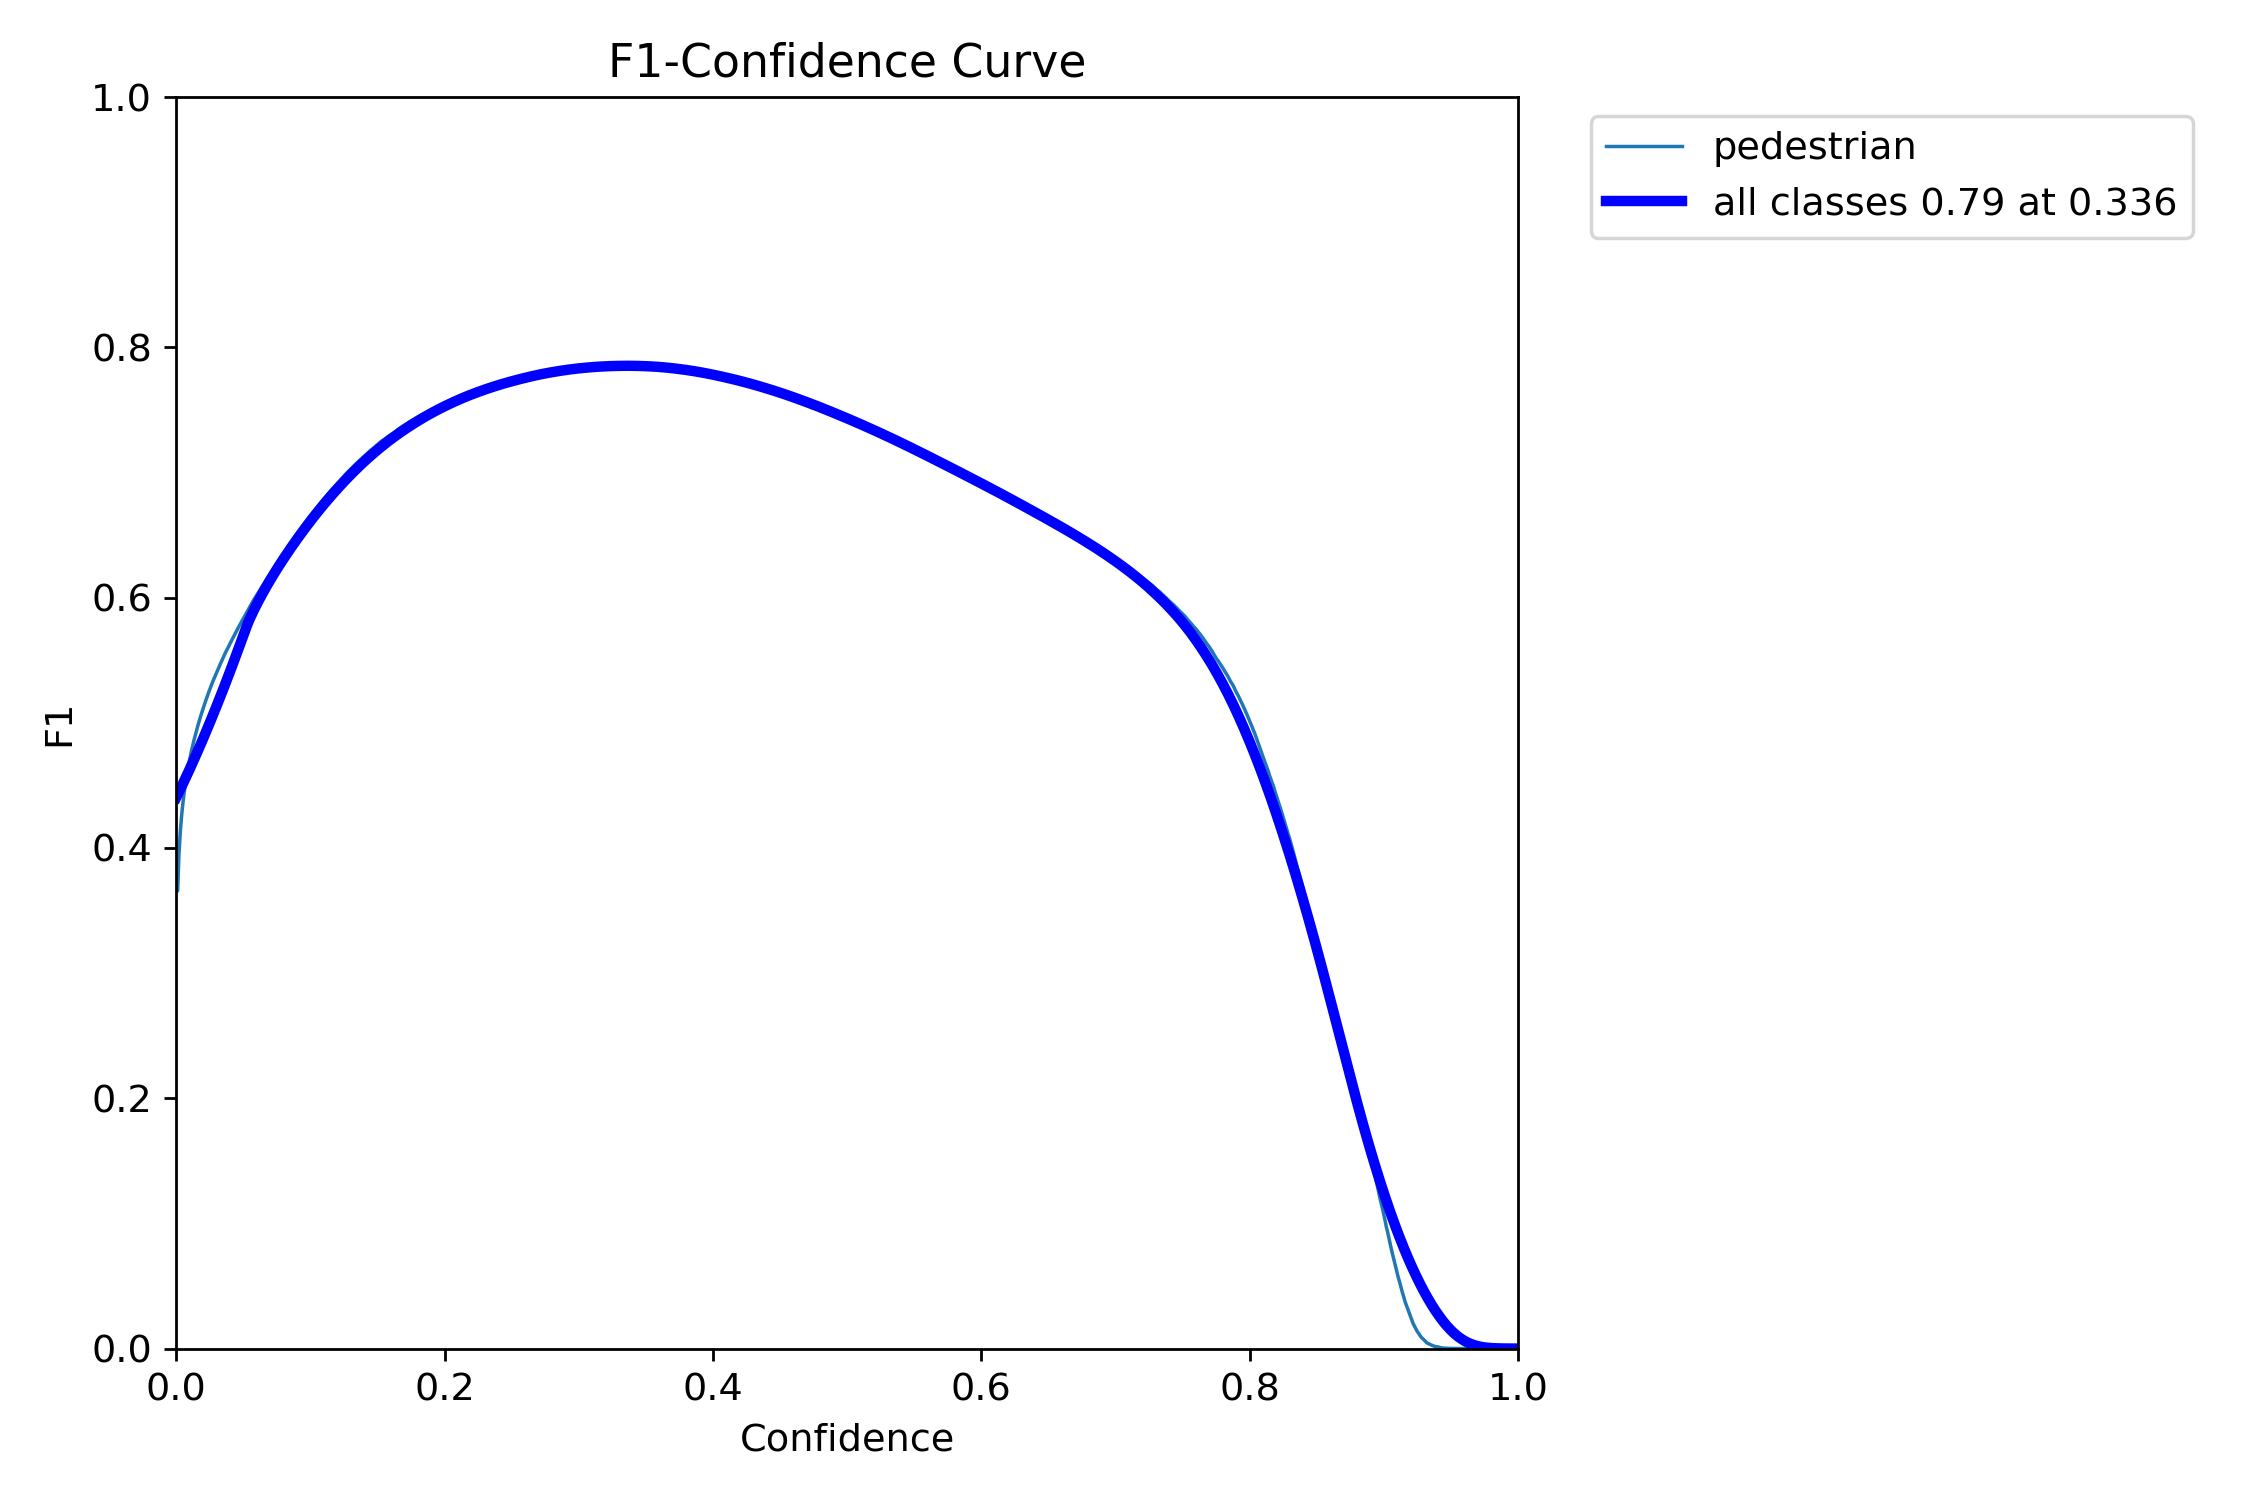 F1-Confidence Curve
1.0
0.8
0.6
0.4
0.2
0.0
F1
0.0 0.2 0.4 0.6 0.8 1.0
Confidence
pedestrian
all classes 0.79 at 0.336